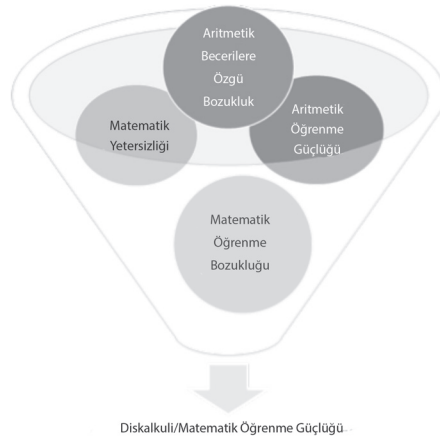 Aritmetik
Becerilere
Özgü
Bozukluk
Matematik
Yetersizliği
Aritmetik
Öğrenme
Güçlüğü
Matematik
Öğrenme
Bozukluğu
Diskalkuli/Matematik Öğrenme Güçlüğü